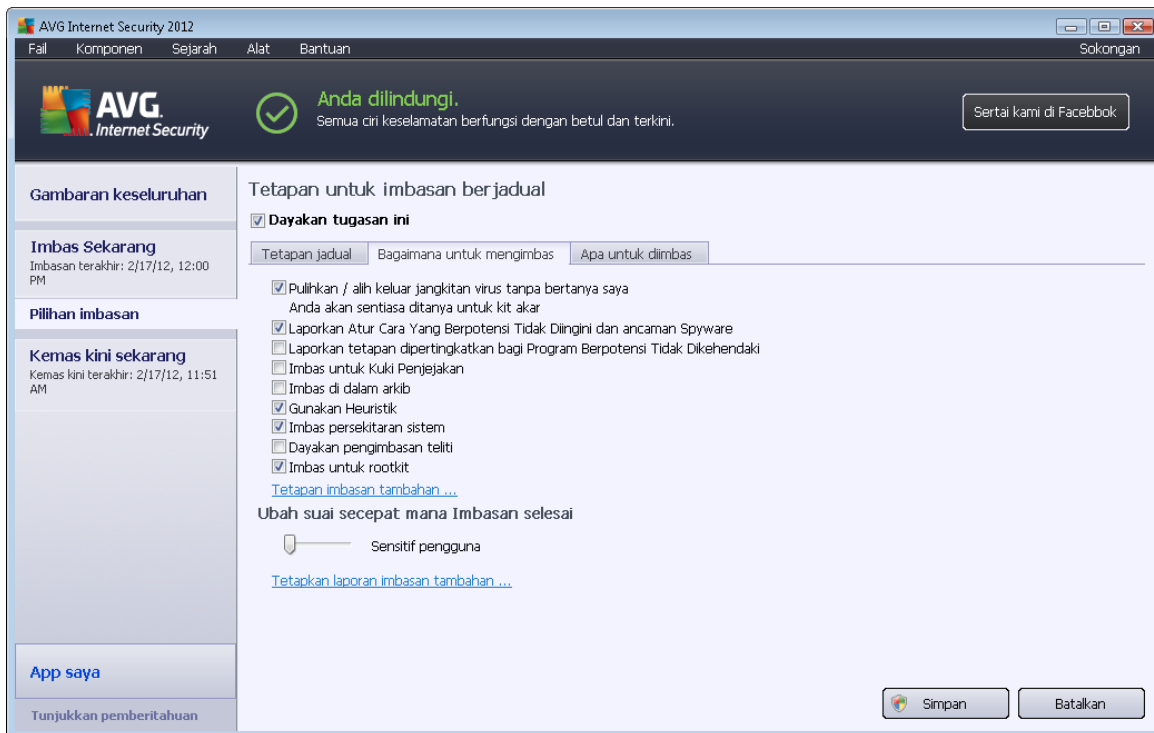 AVG Internet Security 2012
Fail Komponen Sejarah Alat Bantuan Sokongan
AVG.
Internet Security
Anda dilindungi.
Semua ciri keselamatan berfungsi dengan betul dan terkini.
Sertai kami di Facebbok
Gambaran keseluruhan
Imbas Sekarang
Imbasan terakhir: 2/17/12, 12:00
PM
Pilihan imbasan
Kemas kini sekarang
Kemas kini terakhir: 2/17/12, 11:51
AM
App saya
Tunjukkan pemberitahuan
Tetapan untuk imbasan berjadual
Dayakan tugasan ini
Tetapan jadual Bagaimana untuk mengimbas Apa untuk diimbas
Pulihkan / alih keluar jangkitan virus tanpa bertanya saya
Anda akan sentiasa ditanya untuk kit akar
Laporkan Atur Cara Yang Berpotensi Tidak Diingini dan ancaman Spyware
Laporkan tetapan dipertingkatkan bagi Program Berpotensi Tidak Dikehendaki
Imbas untuk Kuki Penjejakan
Imbas di dalam arkib
Gunakan Heuristik
Imbas persekitaran sistem
Dayakan pengimbasan teliti
Imbas untuk rootkit
Tetapan imbasan tambahan ...
Ubah suai secepat mana Imbasan selesai
Sensitif pengguna
Tetapkan laporan imbasan tambahan ...
Simpan Batalkan